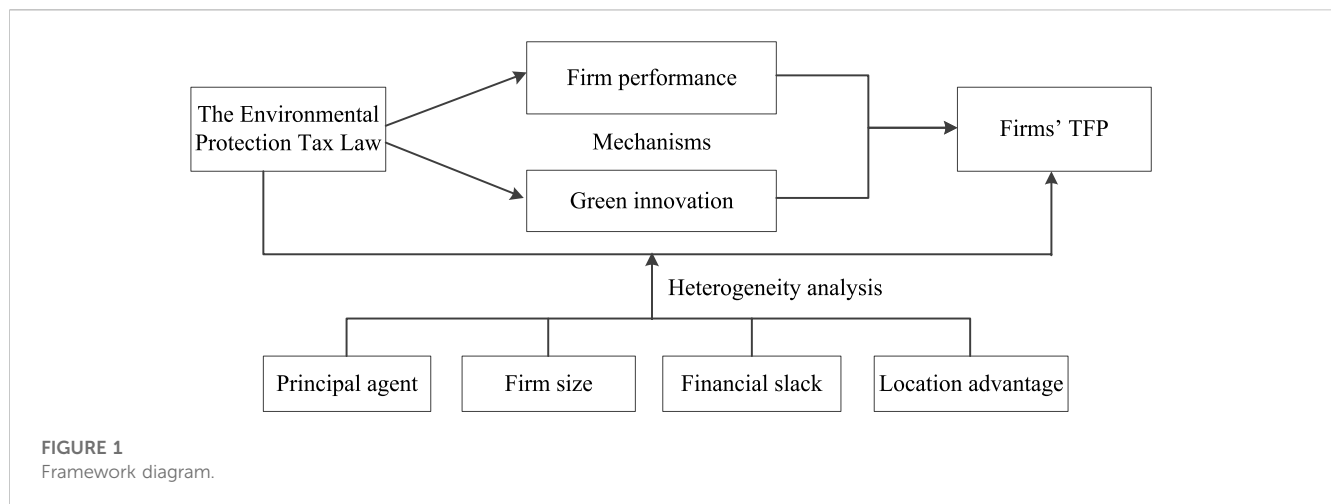 Firm performance
The Environmental
Protection Tax Law
Mechanisms
Firms’ TFP
Green innovation
Heterogeneity analysis
Principal agent
Firm size
Financial slack
Location advantage
FIGURE 1
Framework diagram.